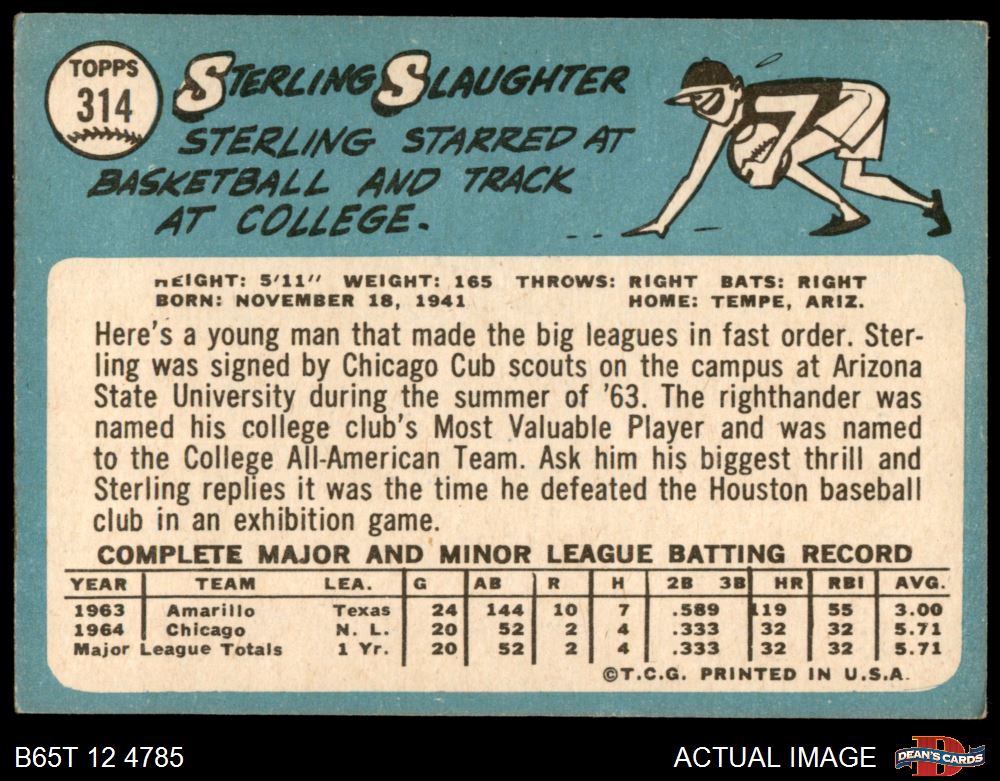 TOPPS
314
STERLING SLAUGHTER
STERLING STARRED AT
BASKETBALL AND TRACK
AT COLLEGE.
7
HEIGHT: 5'11" WEIGHT: 165 THROWS: RIGHT BATS: RIGHT
BORN: NOVEMBER 18, 1941 HOME: TEMPE, ARIZ.
Here's a young man that made the big leagues in fast order. Ster-
ling was signed by Chicago Cub scouts on the campus at Arizona
State University during the summer of '63. The righthander was
named his college club's Most Valuable Player and was named
to the College All-American Team. Ask him his biggest thrill and
Sterling replies it was the time he defeated the Houston baseball
club in an exhibition game.
COMPLETE MAJOR AND MINOR LEAGUE BATTING RECORD
YEAR TEAM LEA. G AB R H 2B 3B HR RBI AVG.
1963 Amarillo Texas 24 144 10 7 .589 119 55 3.00
1964 Chicago N. L. 20 52 2 4 .333 32 32 5.71
Major League Totals 1 Yr. 20 52 2 4 .333 32 32 5.71
©T.C.G. PRINTED IN U.S.A.
B65T 12 4785 ACTUAL IMAGE DEAN'S CARDS